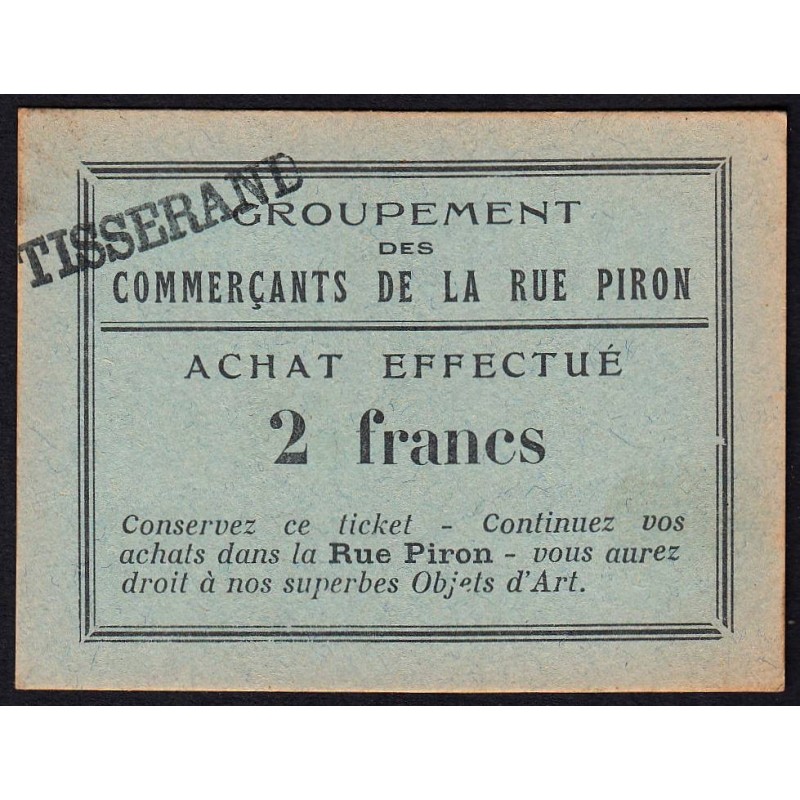 TISSERAND
GROUPEMENT
DES
COMMERÇANTS DE LA RUE PIRON
ACHAT EFFECTUÉ
2 francs
Conservez ce ticket - Continuez vos
achats dans la Rue Piron - vous aurez
droit à nos superbes Objets d'Art.